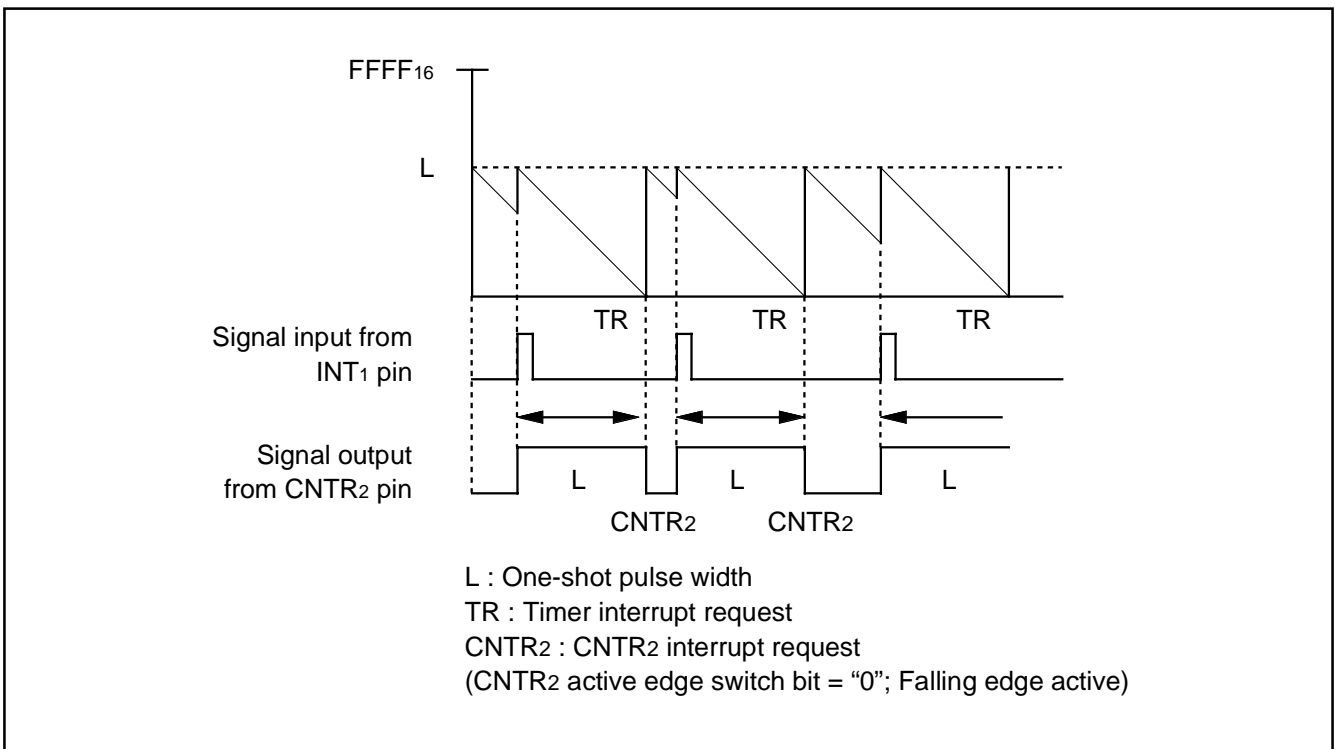 FFFF16
L
TR TR TR
Signal input from
INT1 pin
Signal output
from CNTR2 pin
L L L
CNTR2 CNTR2
L : One-shot pulse width
TR : Timer interrupt request
CNTR2 : CNTR2 interrupt request
(CNTR2 active edge switch bit = “0”; Falling edge active)